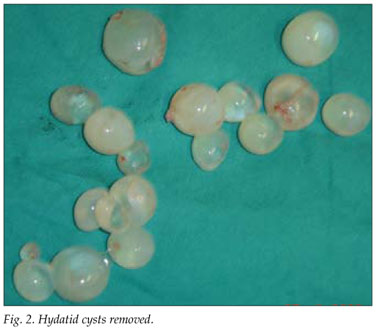 Fig. 2. Hydatid cysts removed.